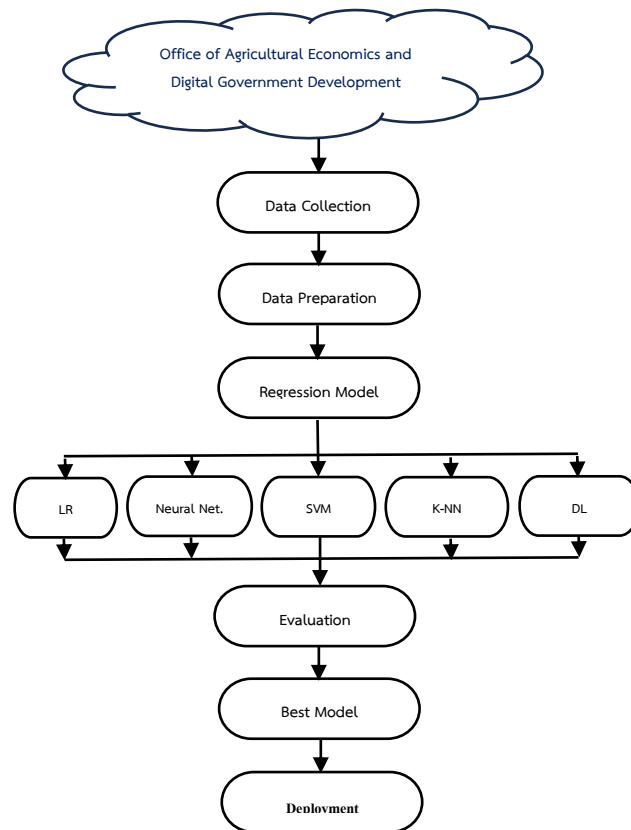 Office of Agricultural Economics and
Digital Government Development
Data Collection
Data Preparation
Regression Model
LR
Neural Net.
SVM
K-NN
DL
Evaluation
Best Model
Deployment